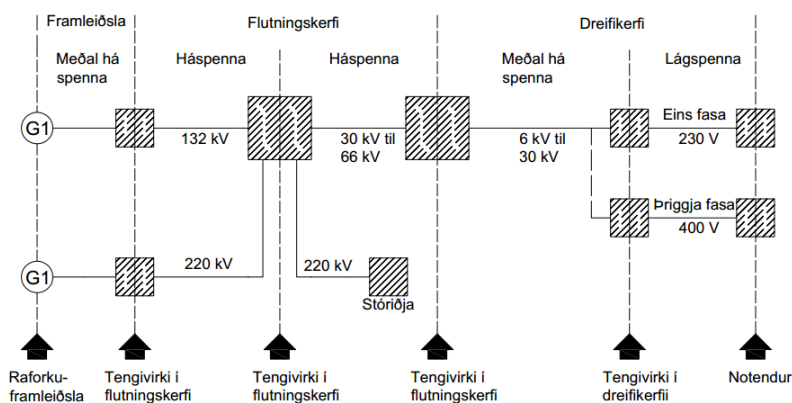 Framleiðsla
Flutningskerfi
Dreifikerfi
Meðal há
spenna
Háspenna
Háspenna
Meðal há
spenna
Lágspenna
G1
132 kV
30 kV til
66 kV
6 kV til
30 kV
Eins fasa
230 V
Þriggja fasa
400 V
G1
220 kV
220 kV
Stóriðja
Raforku-
framleiðsla
Tengivirki í
flutningskerfi
Tengivirki í
flutningskerfi
Tengivirki í
flutningskerfi
Tengivirki í
dreifikerfii
Notendur